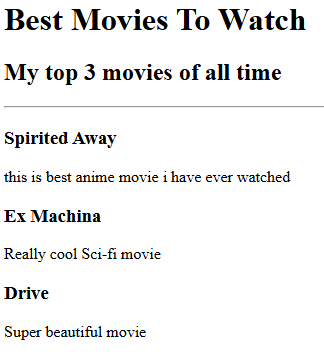 Best Movies To Watch
My top 3 movies of all time
Spirited Away
this is best anime movie i have ever watched
Ex Machina
Really cool Sci-fi movie
Drive
Super beautiful movie